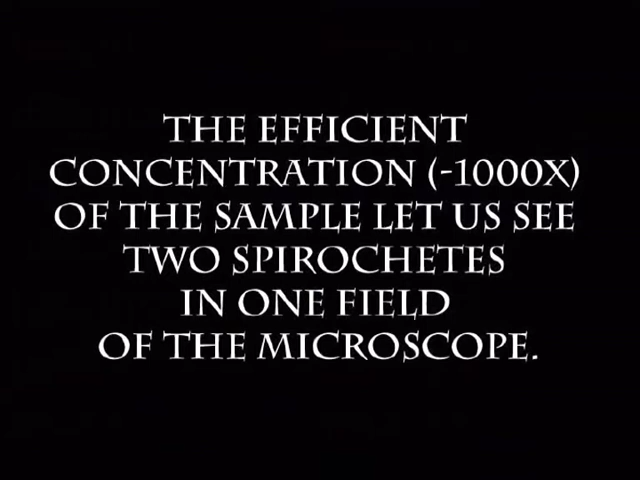 THE EFFICIENT
CONCENTRATION (-1000X)
OF THE SAMPLE LET US SEE
TWO SPIROCHETES
IN ONE FIELD
OF THE MICROSCOPE.